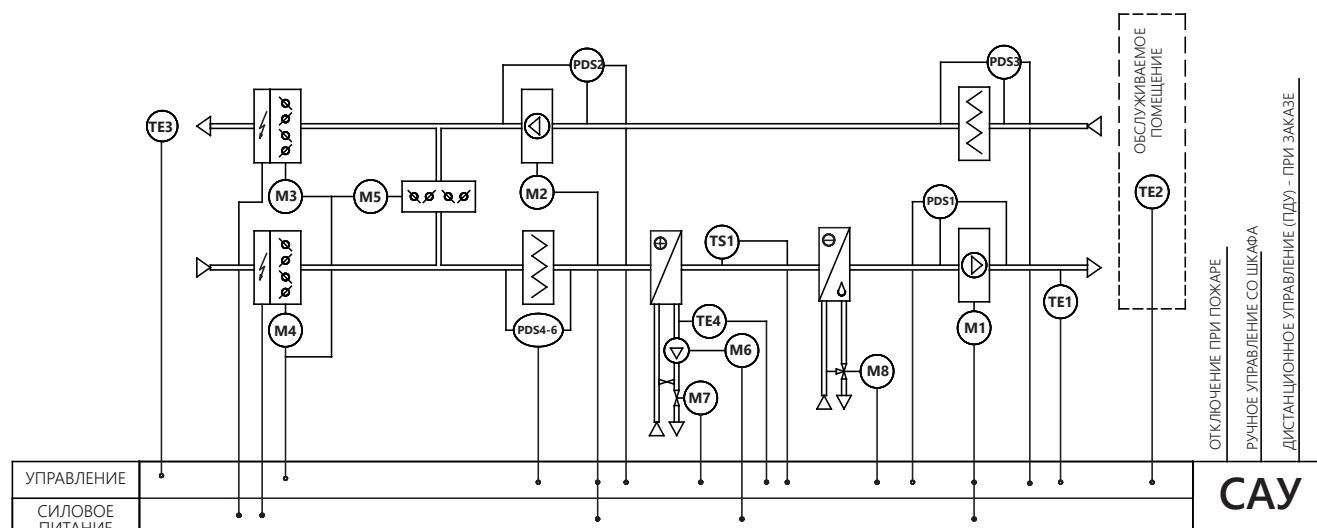 PDS2
PDS3
TE3
ОБСЛУЖИВАЕМОЕ
ПОМЕЩЕНИЕ
M3
M5
M2
TE2
PDS1
TS1
M4
PDS4-6
TE4
M1
TE1
M6
M8
M7
ОТКЛЮЧЕНИЕ ПРИ ПОЖАРЕ
РУЧНОЕ УПРАВЛЕНИЕ СО ШКАФА
ДИСТАНЦИОННОЕ УПРАВЛЕНИЕ (ПДУ) - ПРИ ЗАКАЗЕ
УПРАВЛЕНИЕ
САУ
СИЛОВОЕ
ПИТАНИЕ